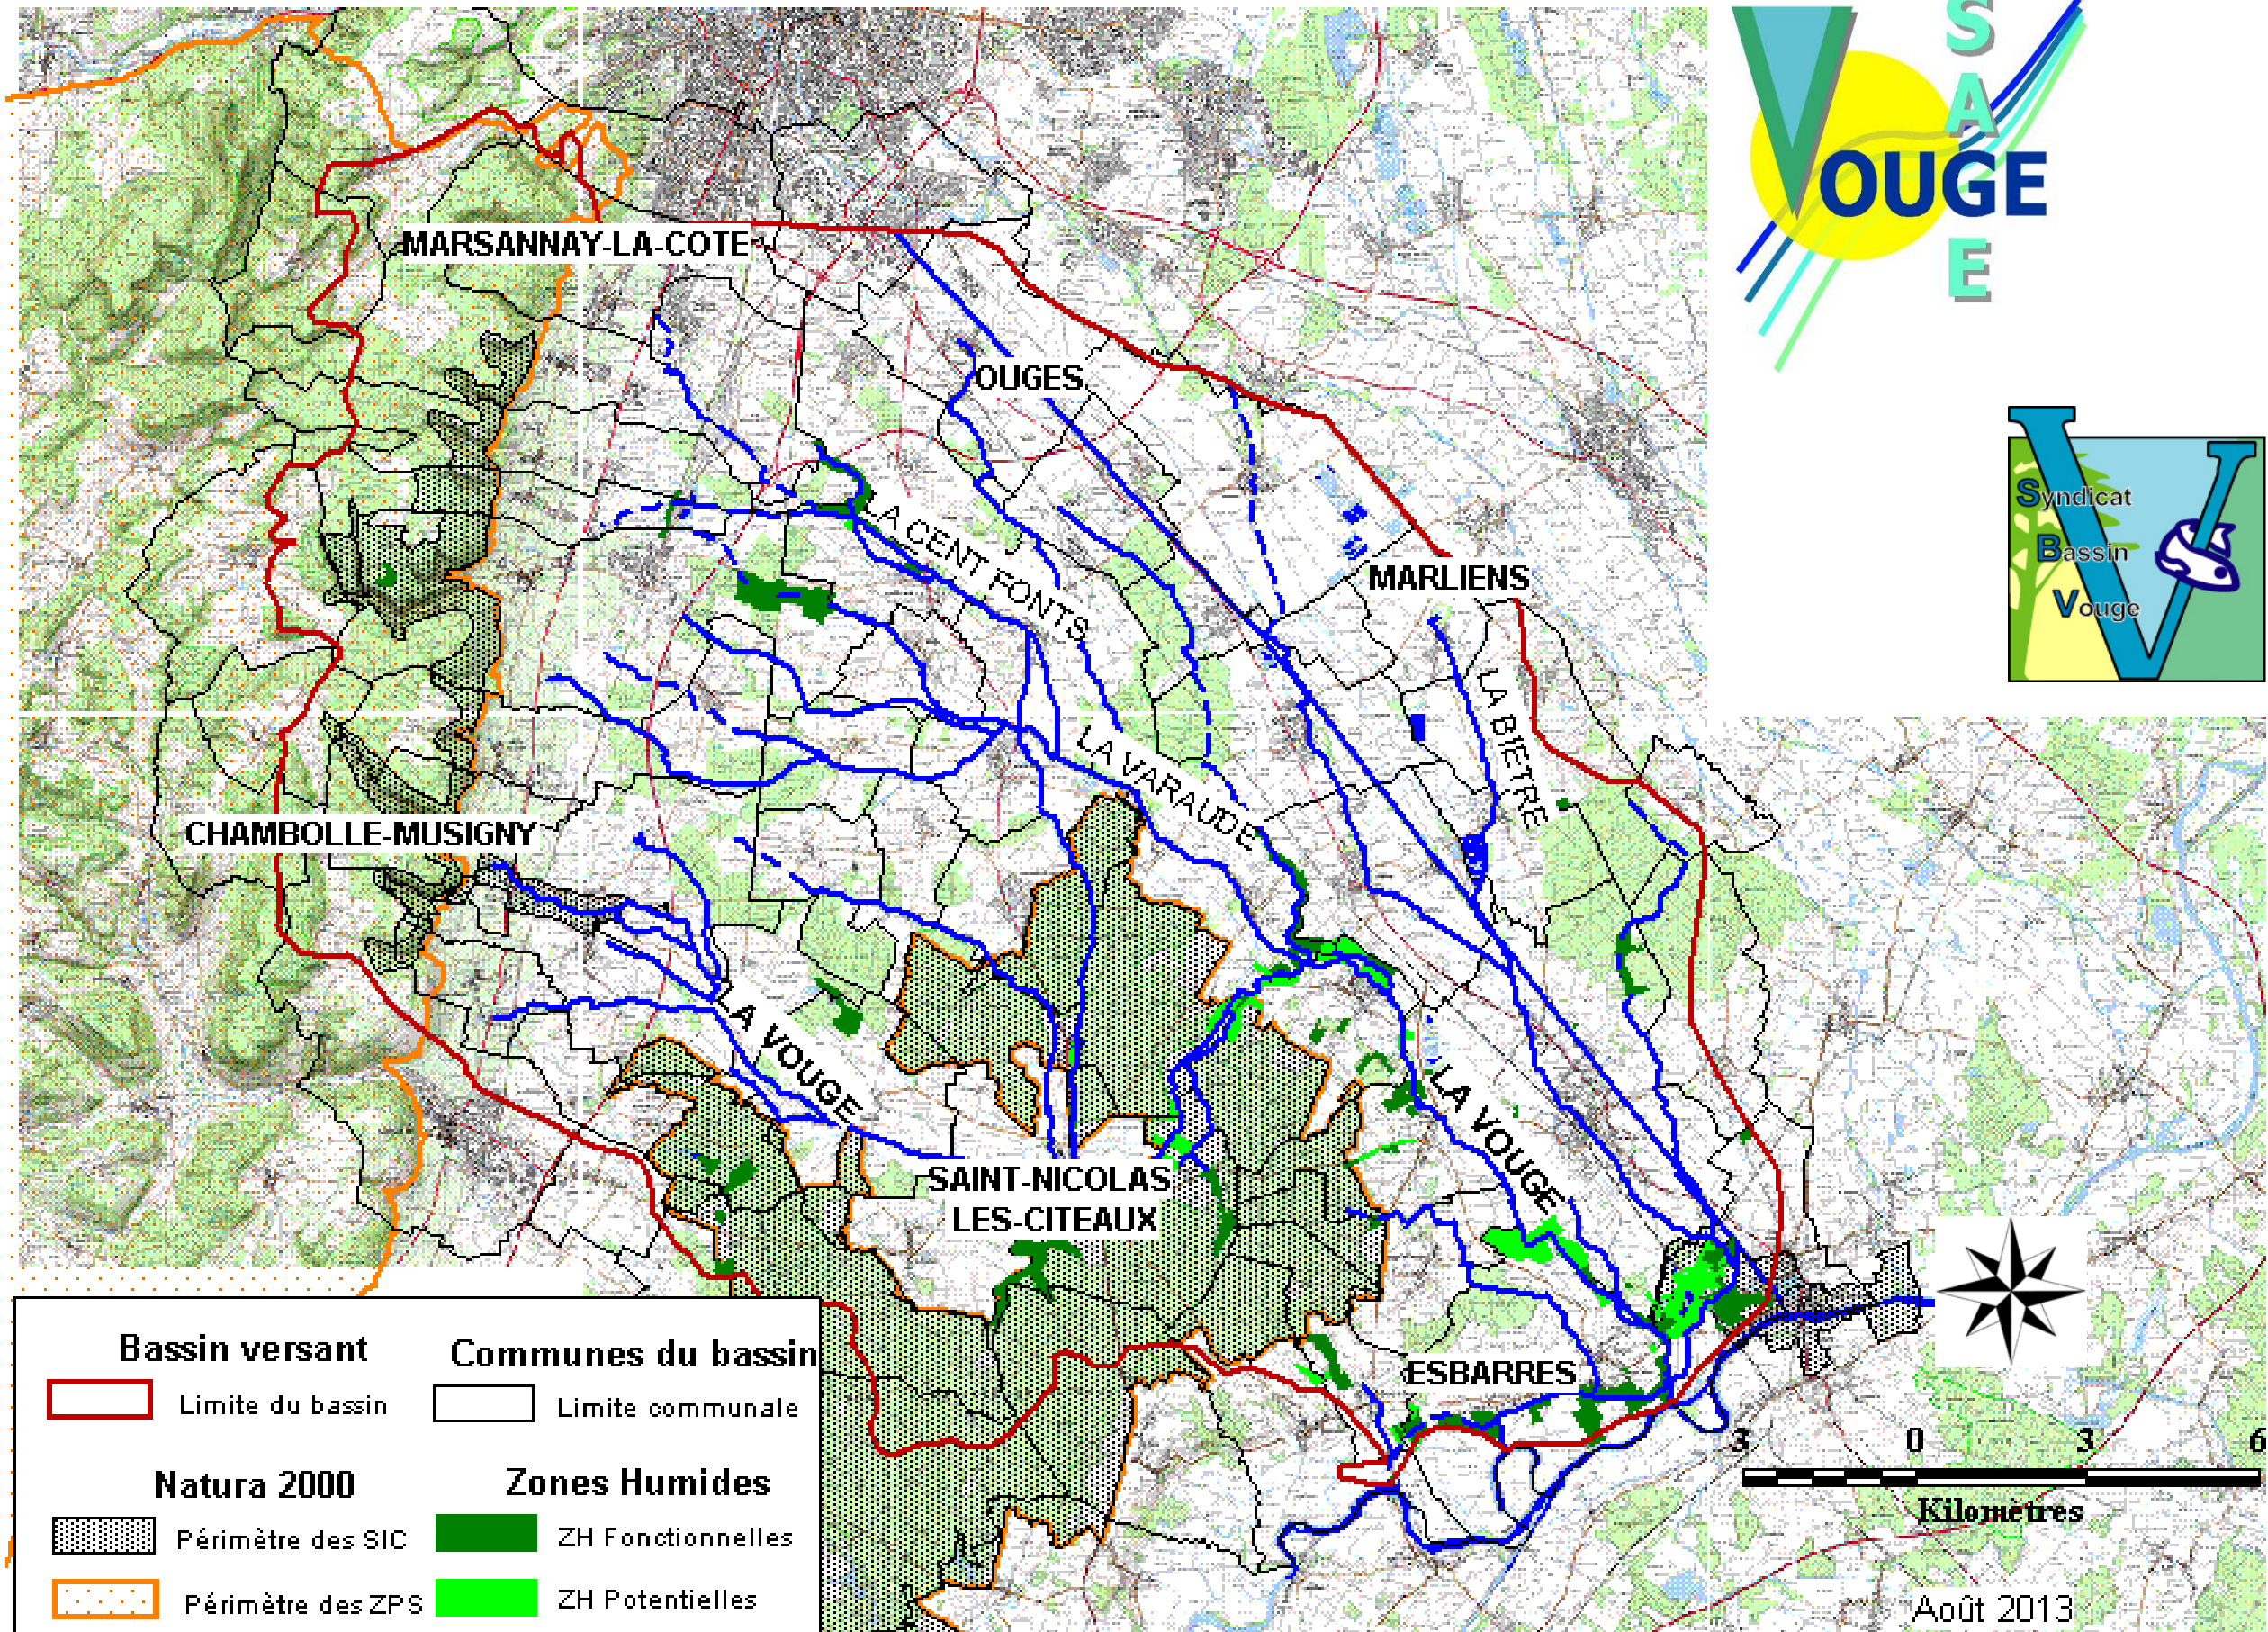 S
A
VOUGE
E
MARSANNAY-LA-COTE
OUGES
Syndicat
Bassin
Vouge
LA CENT FONTS
MARLIENS
LA BIETRE
LA VARAUDE
CHAMBOLLE-MUSIGNY
LA VOUGE
LA VOUGE
SAINT-NICOLAS
LES-CITEAUX
ESBARRES
Bassin versant
Limite du bassin
Communes du bassin
Limite communale
Natura 2000
Périmètre des SIC
Périmètre des ZPS
Zones Humides
ZH Fonctionnelles
ZH Potentielles
3 0 3 6
Kilomètres
Août 2013